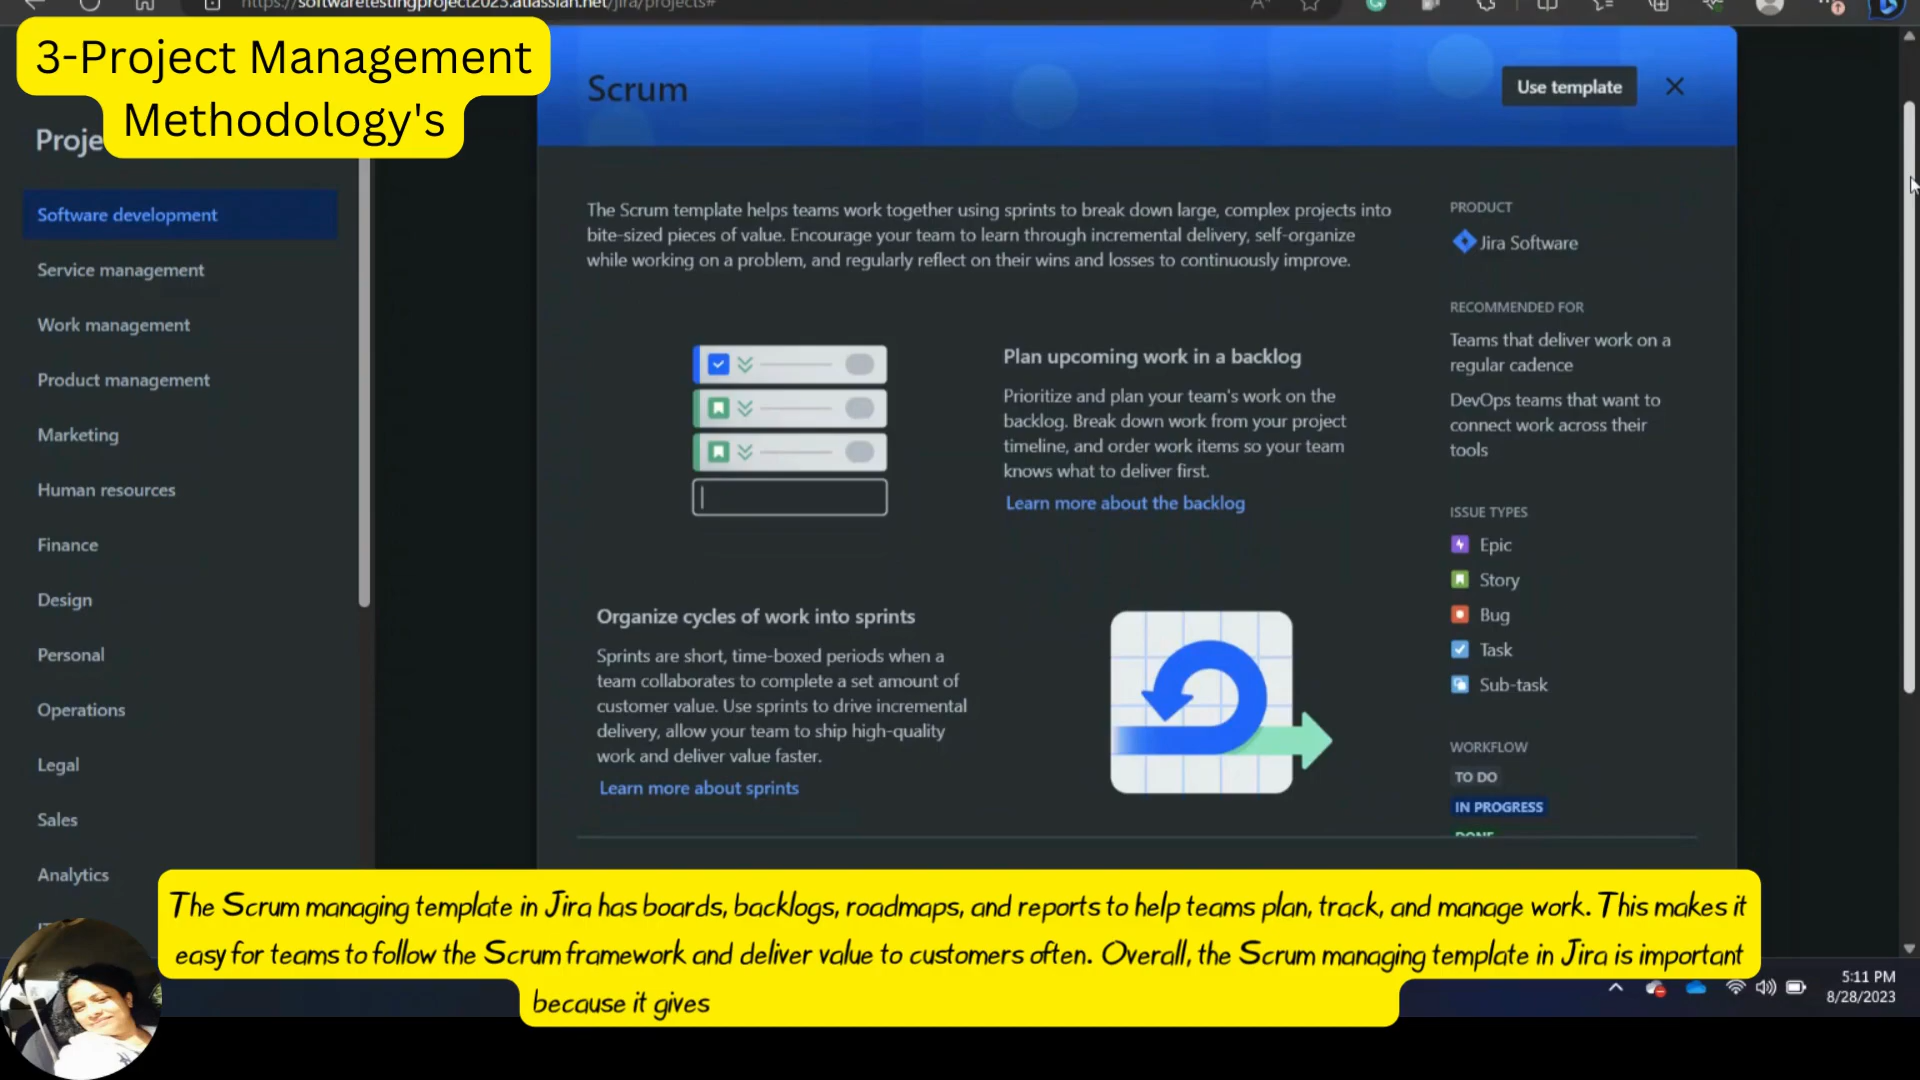 https://softwaretestingproject2023.atlassian.net/jira/projects#
3-Project Management
Methodology's
Proje
Software development
Service management
Work management
Product management
Marketing
Human resources
Finance
Design
Personal
Operations
Legal
Sales
Analytics
Scrum
Use template
The Scrum template helps teams work together using sprints to break down large, complex projects into
bite-sized pieces of value. Encourage your team to learn through incremental delivery, self-organize
while working on a problem, and regularly reflect on their wins and losses to continuously improve.
Plan upcoming work in a backlog
Prioritize and plan your team's work on the
backlog. Break down work from your project
timeline, and order work items so your team
knows what to deliver first.
Learn more about the backlog
Organize cycles of work into sprints
Sprints are short, time-boxed periods when a
team collaborates to complete a set amount of
customer value. Use sprints to drive incremental
delivery, allow your team to ship high-quality
work and deliver value faster.
Learn more about sprints
PRODUCT
Jira Software
RECOMMENDED FOR
Teams that deliver work on a
regular cadence
DevOps teams that want to
connect work across their
tools
ISSUE TYPES
Epic
Story
Bug
Task
Sub-task
WORKFLOW
TO DO
IN PROGRESS
DONE
The Scrum managing template in Jira has boards, backlogs, roadmaps, and reports to help teams plan, track, and manage work. This makes it
easy for teams to follow the Scrum framework and deliver value to customers often. Overall, the Scrum managing template in Jira is important
because it gives
5:11 PM
8/28/2023